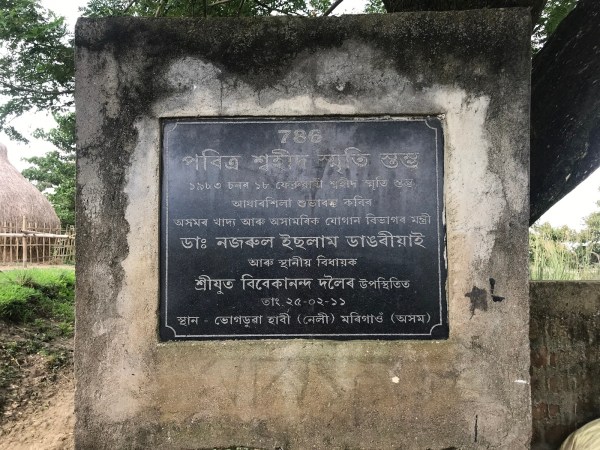 786
পবিত্ৰ শ্বহীদ স্মৃতি স্তম্ভ
১৯৮৩ চনৰ ১৮ ফেব্ৰুৱাৰী শ্বহীদ স্মৃতি স্তম্ভ
আধাৰশিলা শুভাৰম্ভ কৰিব
অসমৰ খাদ্য আৰু অসামৰিক যোগান বিভাগৰ মন্ত্ৰী
ডাঃ নজৰুল ইছলাম ডাঙৰীয়াই
আৰু স্থানীয় বিধায়ক
শ্ৰীযুত বিবেকানন্দ দলৈৰ উপস্থিতিত
তাং ২৫-০২-১১
স্থান - ভোগডুবা হাবী (নেলী) মৰিগাওঁ (অসম)